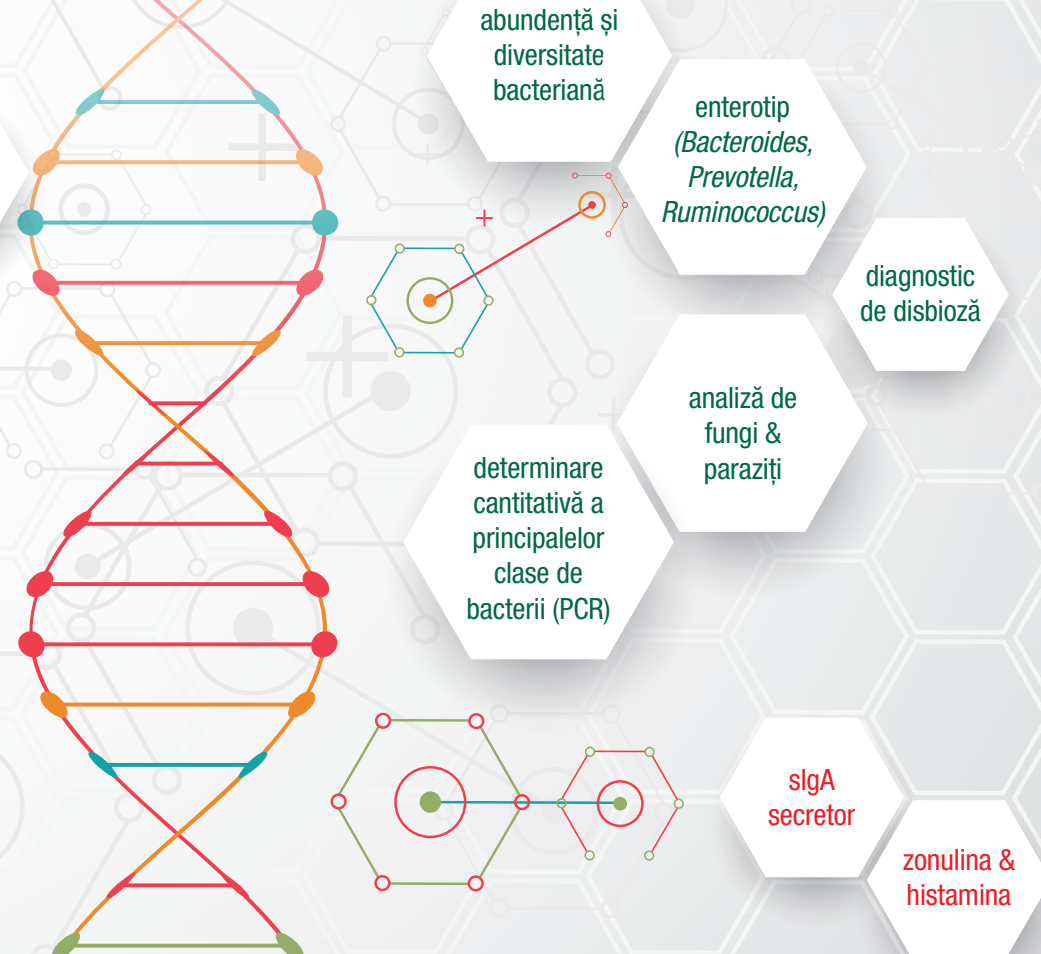 abundență și
diversitate
bacteriană
enterotip
(Bacteroides,
Prevotella,
Ruminococcus)
diagnostic
de disbioză
analiză de
fungi &
paraziți
determinare
cantitativă a
principalelor
clase de
bacterii (PCR)
sIgA
secretor
zonulina &
histamina